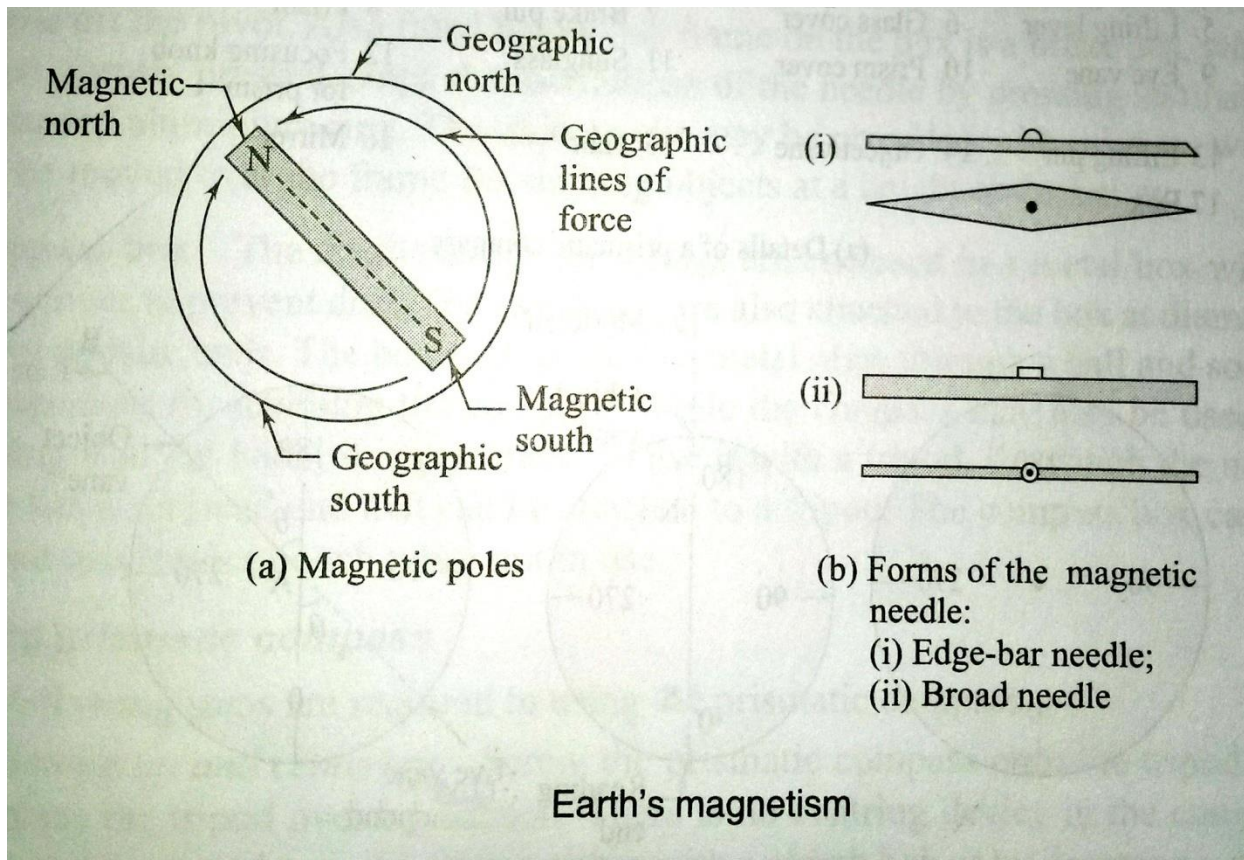 Geographic
north
Magnetic
north
N
Geographic
lines of
force
S
Magnetic
south
Geographic
south
(a) Magnetic poles
(i)
(ii)
(b) Forms of the magnetic
needle:
(i) Edge-bar needle;
(ii) Broad needle
Earth's magnetism